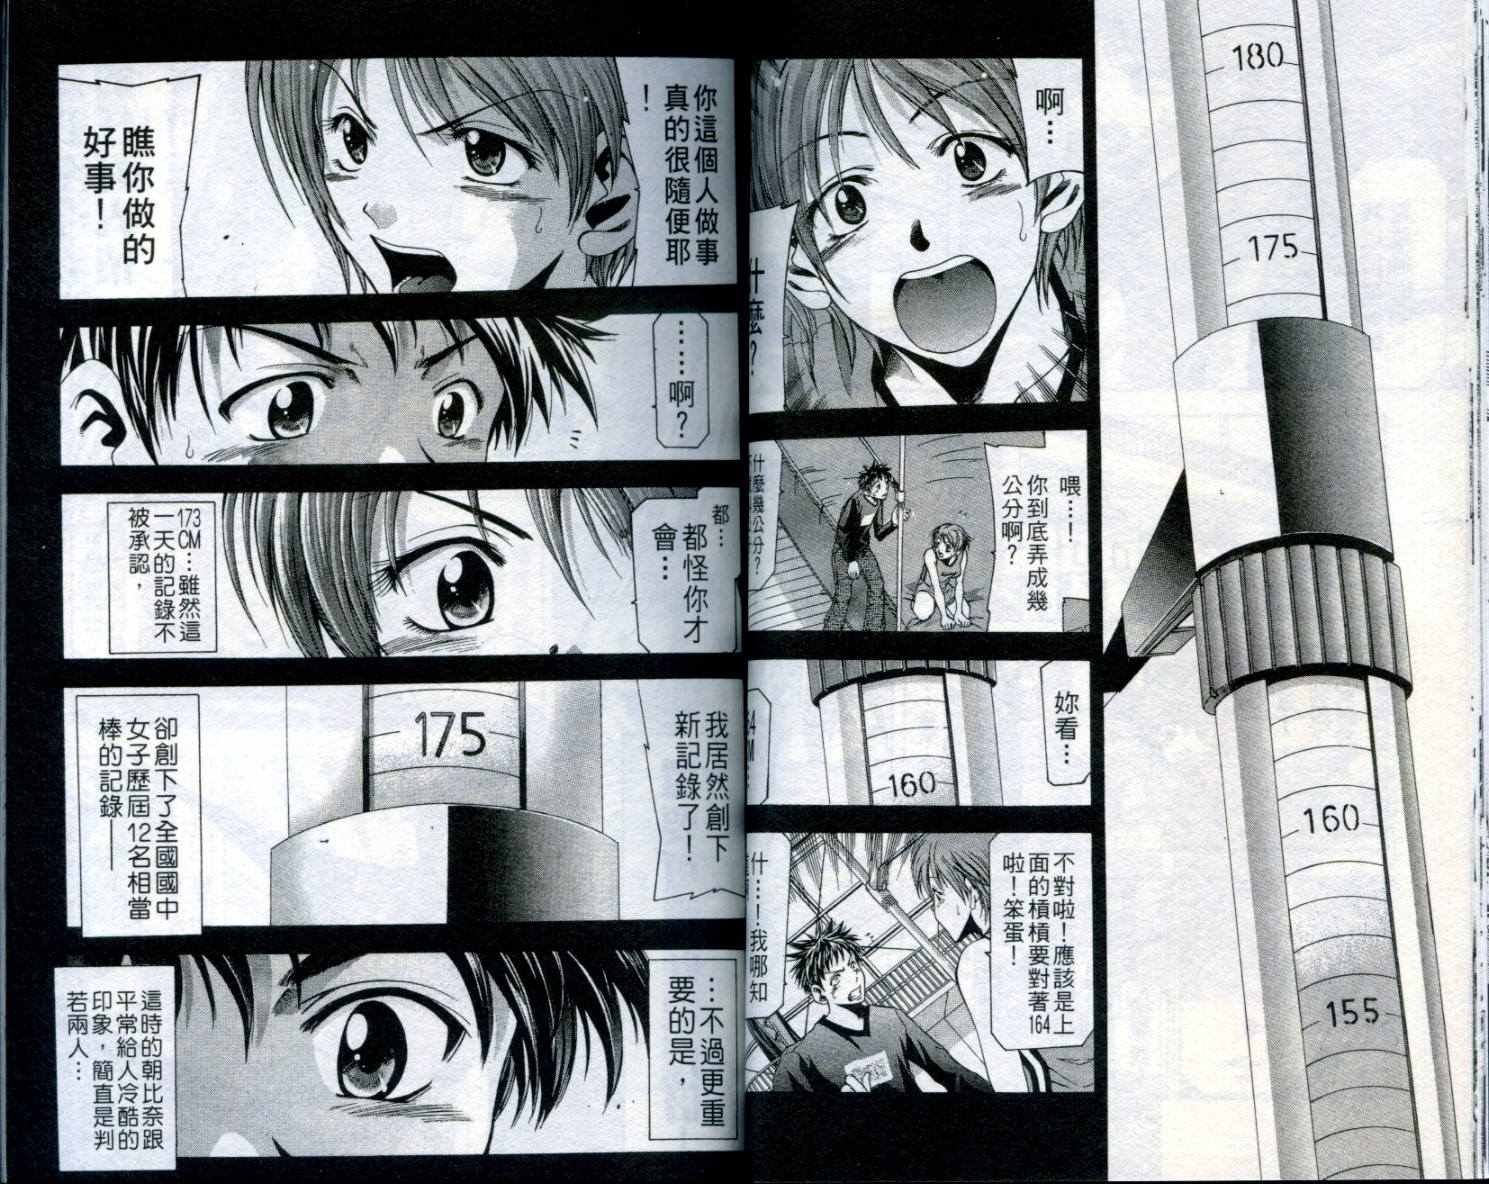 180
175
160
155
啊…
什麼?
喂…!
你到底弄成幾
公分啊?
什麼幾公分?
妳看…
160
不對啦!應該是上
面的槓槓要對著164
啦!笨蛋!
什…!我哪知
你這個人做事
真的很隨便耶
!
瞧你做的
好事!
……啊?
都…
都怪你才
會…
173
CM…雖然這
一天的記錄不
被承認,
我居然創下
新記錄了!
175
卻創下了全國國中
女子歷屆12名相當
棒的記錄——
…不過更重
要的是,
這時的朝比奈跟
平常給人冷酷的
印象,簡直是判
若兩人…